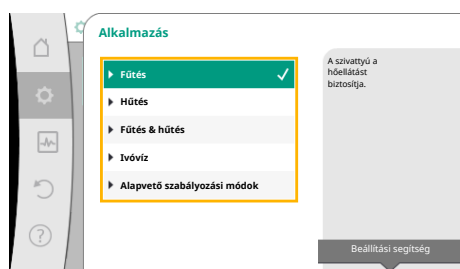 Alkalmazás
Fűtés
Hűtés
Fűtés & hűtés
Ivóvíz
Alapvető szabályozási módok
A szivattyú a
hőellátást
biztosítja.
Beállítási segítség